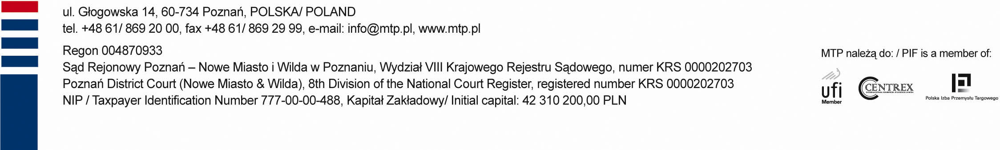 ul. Głogowska 14, 60-734 Poznań, POLSKA/ POLAND
tel. +48 61/ 869 20 00, fax +48 61/ 869 29 99, e-mail: info@mtp.pl, www.mtp.pl
Regon 004870933
Sąd Rejonowy Poznań – Nowe Miasto i Wilda w Poznaniu, Wydział VIII Krajowego Rejestru Sądowego, numer KRS 0000202703
Poznań District Court (Nowe Miasto & Wilda), 8th Division of the National Court Register, registered number KRS 0000202703
NIP / Taxpayer Identification Number 777-00-00-488, Kapitał Zakładowy/ Initial capital: 42 310 200,00 PLN
MTP należą do: / PIF is a member of:
ufi
Member
CENTREX
INTERNATIONAL EXHIBITION STATISTICS UNION
Polska Izba Przemysłu Targowego